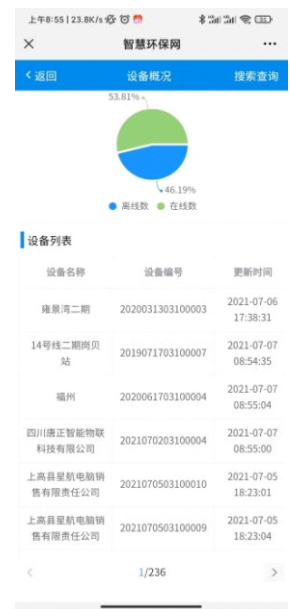 上午8:55 | 23.8K/s
33
智慧环保网
返回
设备概况
搜索查询
53.81%
46.19%
离线数 在线数
设备列表
设备名称 设备编号 更新时间
雍景湾二期 2020031303100003 2021-07-06
17:38:31
14号线二期岗贝
站 2019071703100007 2021-07-07
08:54:35
福州 2020061703100004 2021-07-07
08:55:04
四川唐正智能物联
科技有限公司 2021070203100004 2021-07-07
08:55:00
上高县星航电脑销
售有限责任公司 2021070503100010 2021-07-05
18:23:01
上高县星航电脑销
售有限责任公司 2021070503100009 2021-07-05
18:23:04
1/236